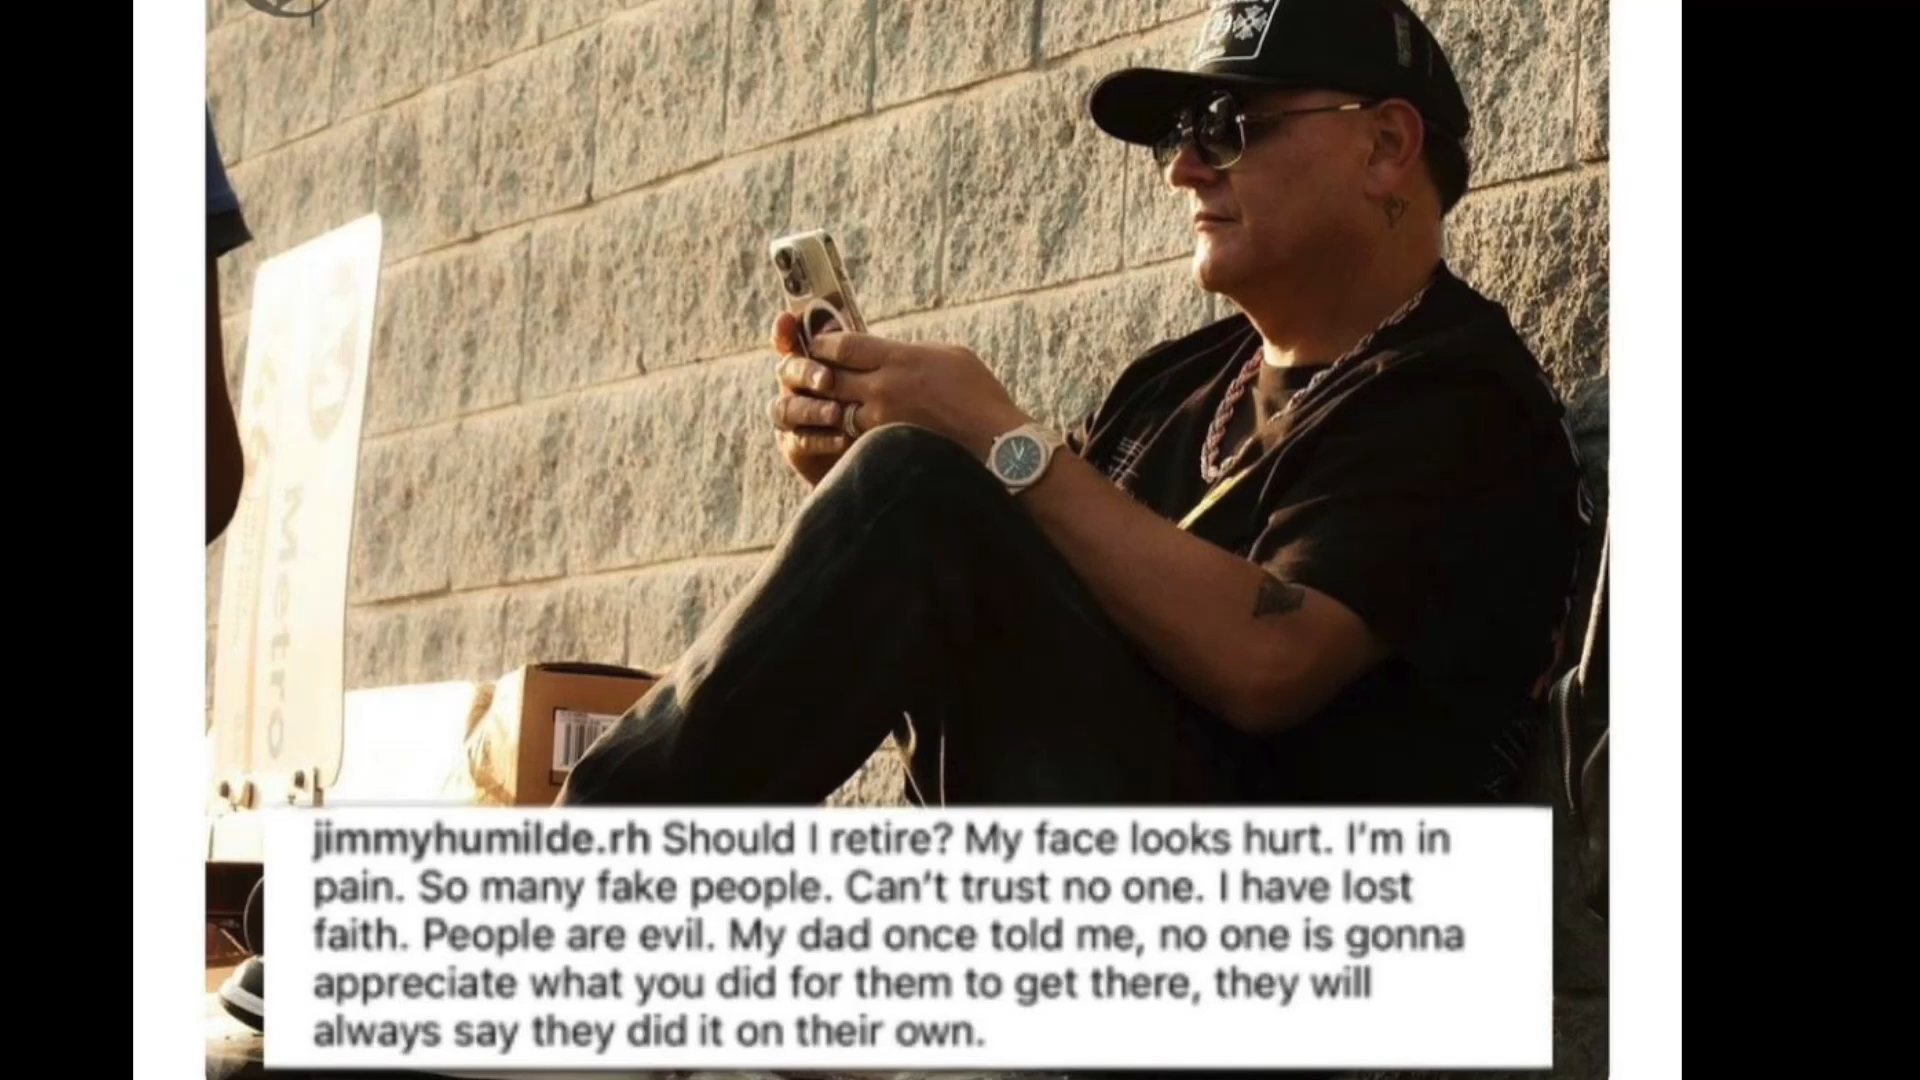 Metro
jimmyhumilde.rh Should I retire? My face looks hurt. I'm in
pain. So many fake people. Can't trust no one. I have lost
faith. People are evil. My dad once told me, no one is gonna
appreciate what you did for them to get there, they will
always say they did it on their own.